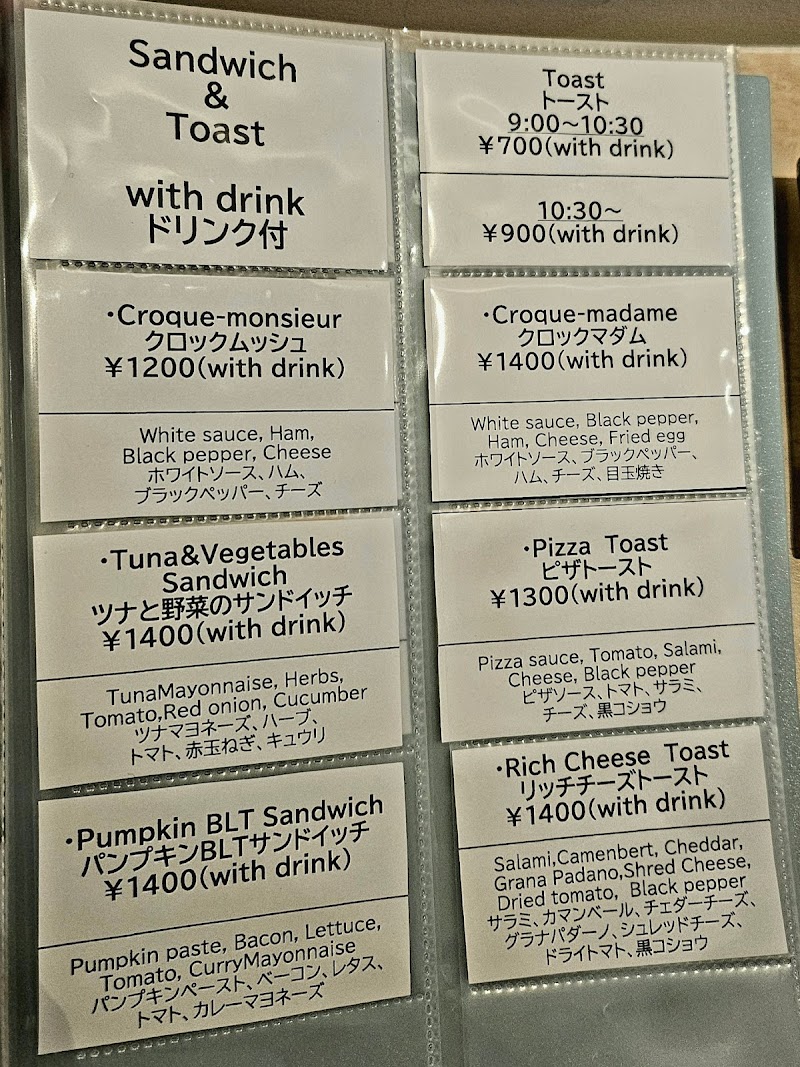 Sandwich
&
Toast
with drink
ドリンク付
・Croque-monsieur
クロックムッシュ
¥1200(with drink)
White sauce, Ham,
Black pepper, Cheese
ホワイトソース、ハム、
ブラックペッパー、チーズ
・Tuna&Vegetables
Sandwich
ツナと野菜のサンドイッチ
¥1400(with drink)
TunaMayonnaise, Herbs,
Tomato,Red onion, Cucumber
ツナマヨネーズ、ハーブ、
トマト、赤玉ねぎ、キュウリ
・Pumpkin BLT Sandwich
パンプキンBLTサンドイッチ
¥1400(with drink)
Pumpkin paste, Bacon, Lettuce,
Tomato, CurryMayonnaise
パンプキンペースト、ベーコン、レタス、
トマト、カレーマヨネーズ
Toast
トースト
9:00~10:30
¥700(with drink)
10:30~
¥900(with drink)
・Croque-madame
クロックマダム
¥1400(with drink)
White sauce, Black pepper,
Ham, Cheese, Fried egg
ホワイトソース、ブラックペッパー、
ハム、チーズ、目玉焼き
・Pizza Toast
ピザトースト
¥1300(with drink)
Pizza sauce, Tomato, Salami,
Cheese, Black pepper
ピザソース、トマト、サラミ、
チーズ、黒コショウ
・Rich Cheese Toast
リッチチーズトースト
¥1400(with drink)
Salami,Camenbert, Cheddar,
Grana Padano,Shred Cheese,
Dried tomato, Black pepper
サラミ、カマンベール、チェダーチーズ、
グラナパダーノ、シュレッドチーズ、
ドライトマト、黒コショウ